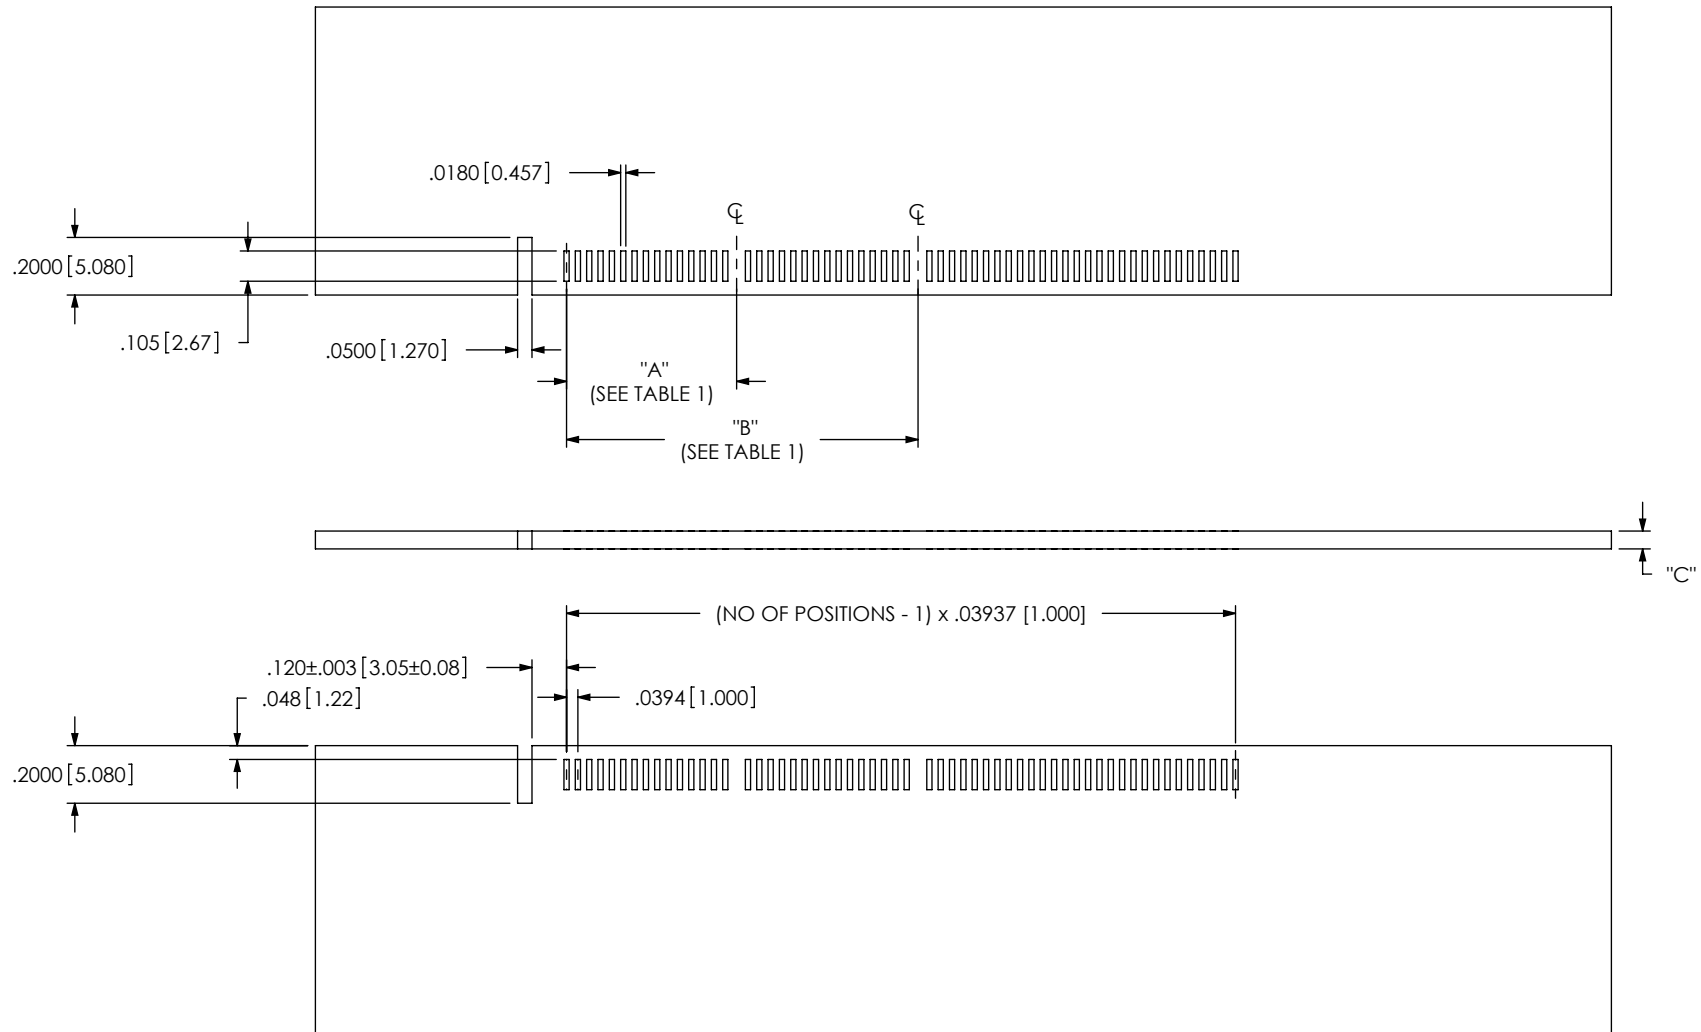 .0180[0.457]
℄
℄
.2000[5.080]
.105[2.67]
.0500[1.270]
"A"
(SEE TABLE 1)
"B"
(SEE TABLE 1)
"C"
(NO OF POSITIONS - 1) x .03937 [1.000]
.120±.003[3.05±0.08]
.048[1.22]
.0394[1.000]
.2000[5.080]